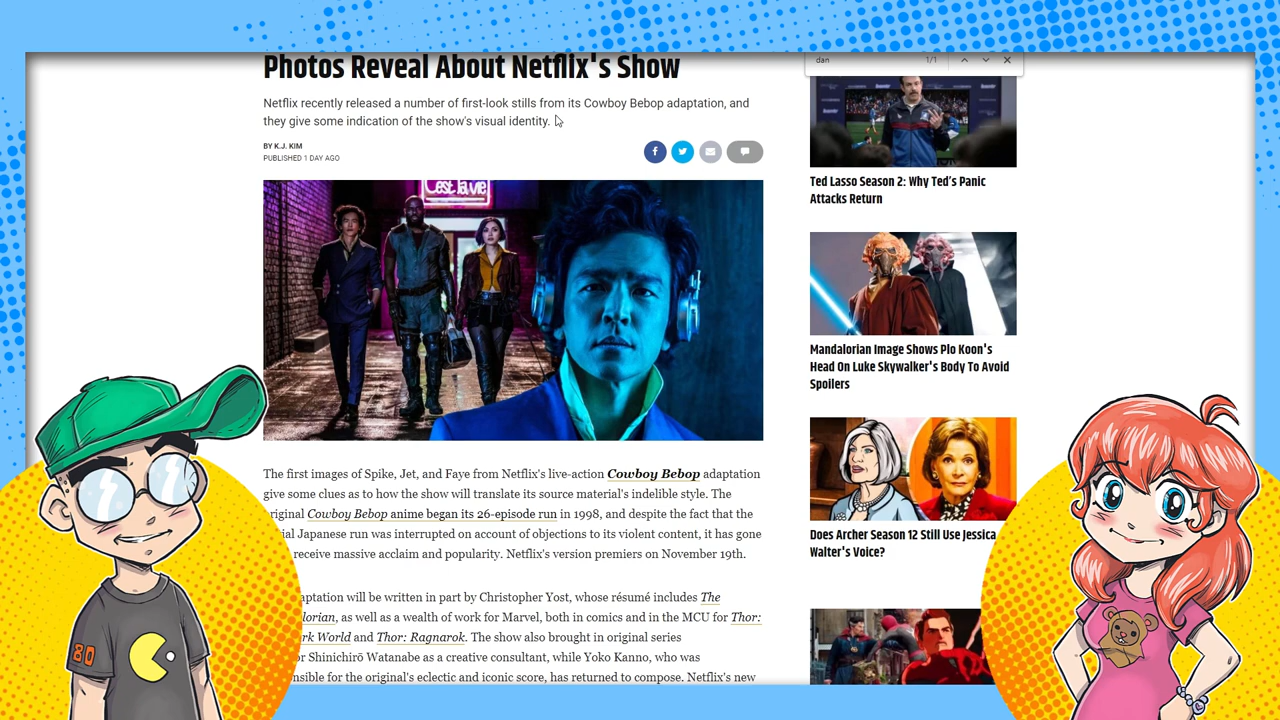 Photos Reveal About Netflix's Show
Netflix recently released a number of first-look stills from its Cowboy Bebop adaptation, and
they give some indication of the show's visual identity.
BY K.J. KIM
PUBLISHED 1 DAY AGO
C'est la vie
The first images of Spike, Jet, and Faye from Netflix's live-action Cowboy Bebop adaptation
give some clues as to how the show will translate its source material's indelible style. The
original Cowboy Bebop anime began its 26-episode run in 1998, and despite the fact that the
Japanese run was interrupted on account of objections to its violent content, it has gone
receive massive acclaim and popularity. Netflix's version premiers on November 19th.
aptation will be written in part by Christopher Yost, whose résumé includes The
lorian, as well as a wealth of work for Marvel, both in comics and in the MCU for Thor:
rk World and Thor: Ragnarok. The show also brought in original series
or Shinichirō Watanabe as a creative consultant, while Yoko Kanno, who was
nsible for the original's eclectic and iconic score, has returned to compose. Netflix's new
dan 1/1
Ted Lasso Season 2: Why Ted's Panic
Attacks Return
Mandalorian Image Shows Plo Koon's
Head On Luke Skywalker's Body To Avoid
Spoilers
Does Archer Season 12 Still Use Jessica
Walter's Voice?
80